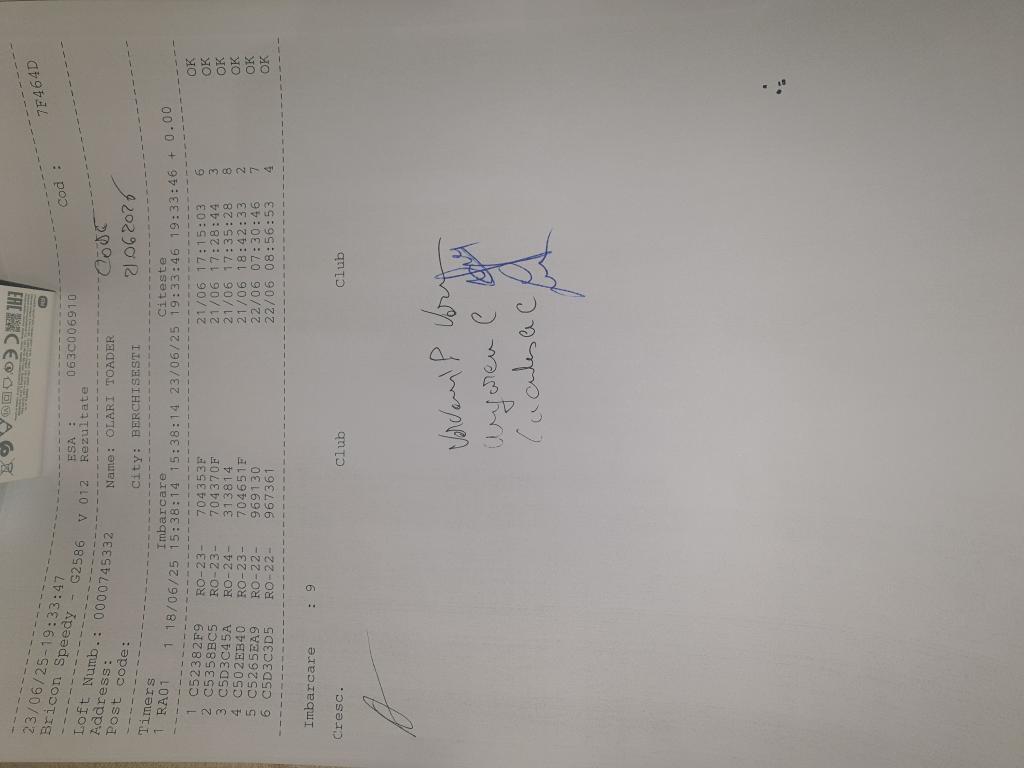 23/06/25-19:33:47
Bricon Speedy - G2586 V 012 ESA : 063C006910 cod : 7F464D
Rezultate
Loft Numb.: 0000745332 Name: OLARI TOADER
Address: City: BERCHISESTI
Post code:
Timers Imbarcare Citeste
1 RA01 1 18/06/25 15:38:14 15:38:14 23/06/25 19:33:46 19:33:46 + 0.00
1 C52382F9 RO-23- 704353F 21/06 17:15:03 6 OK
2 C5358BC5 RO-23- 704370F 21/06 17:28:44 3 OK
3 C5D3C45A RO-24- 313814 21/06 17:35:28 8 OK
4 C502EB40 RO-23- 704651F 21/06 18:42:33 2 OK
5 C5265EA9 RO-22- 969130 22/06 07:30:46 7 OK
6 C5D3C3D5 RO-22- 967361 22/06 08:56:53 4 OK
Imbarcare : 9
Cresc. Club Club